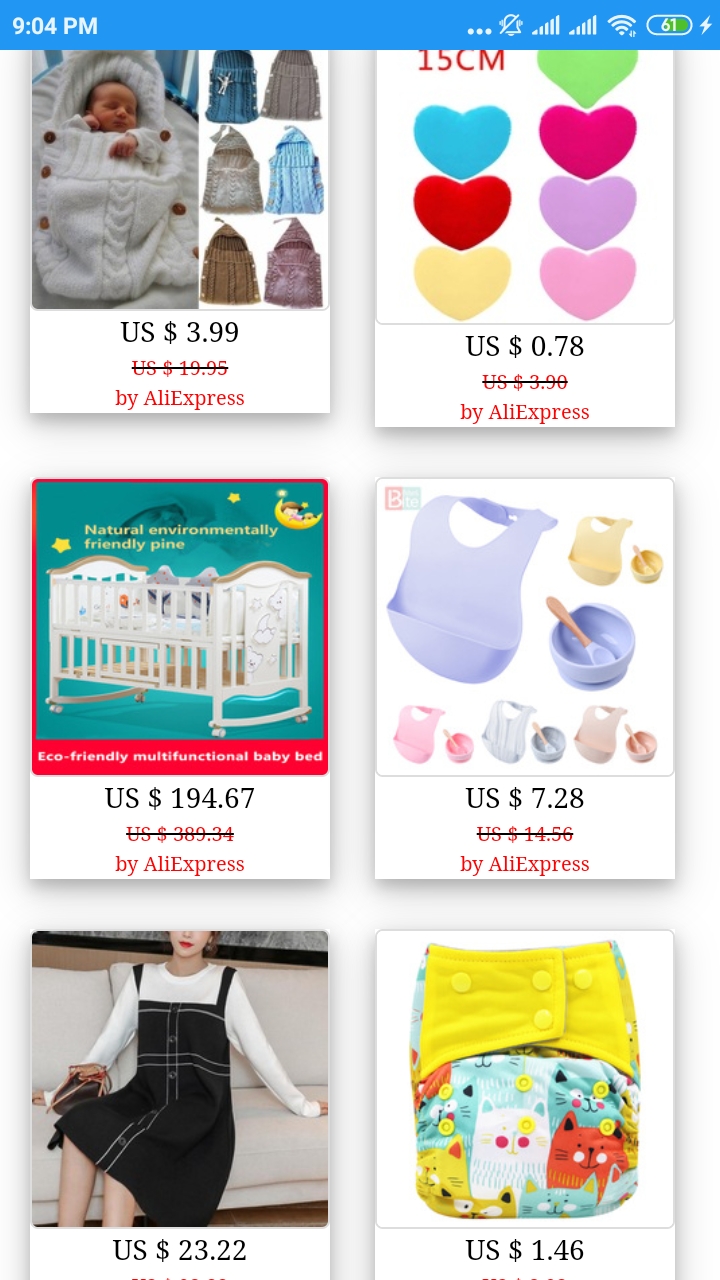 9:04 PM
61
15CM
US $ 3.99
US $ 19.95
by AliExpress
US $ 0.78
US $ 3.90
by AliExpress
Natural environmentally
friendly pine
Eco-friendly multifunctional baby bed
US $ 194.67
US $ 389.34
by AliExpress
Bite
US $ 7.28
US $ 14.56
by AliExpress
US $ 23.22
US $ 1.46